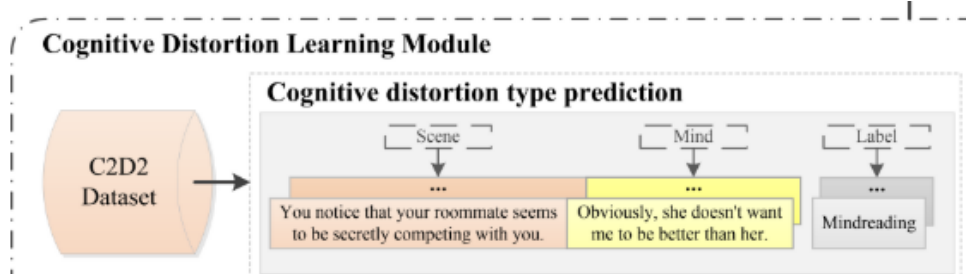 Cognitive Distortion Learning Module
Cognitive distortion type prediction
C2D2
Dataset
Scene
Mind
Label
...
...
...
You notice that your roommate seems
to be secretly competing with you.
Obviously, she doesn't want
me to be better than her.
Mindreading